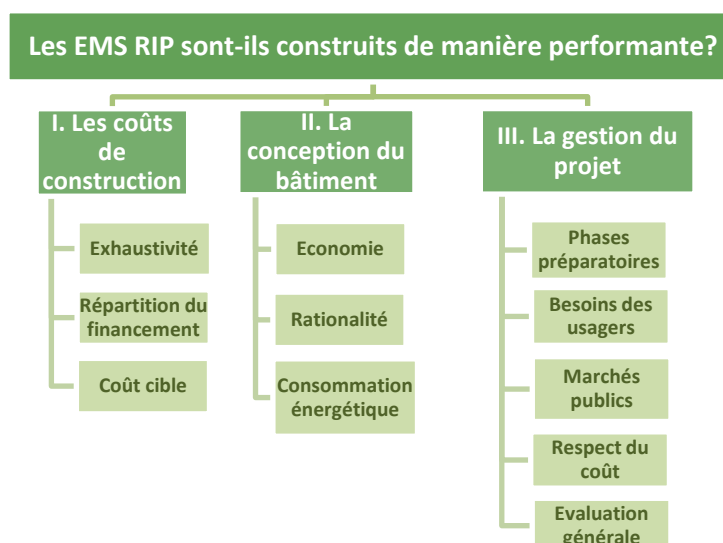 Les EMS RIP sont-ils construits de manière performante?
I. Les coûts
de
construction
Exhaustivité
Répartition du
financement
Coût cible
II. La
conception du
bâtiment
Economie
Rationalité
Consommation
énergétique
III. La gestion du
projet
Phases
préparatoires
Besoins des
usagers
Marchés
publics
Respect du
coût
Evaluation
générale